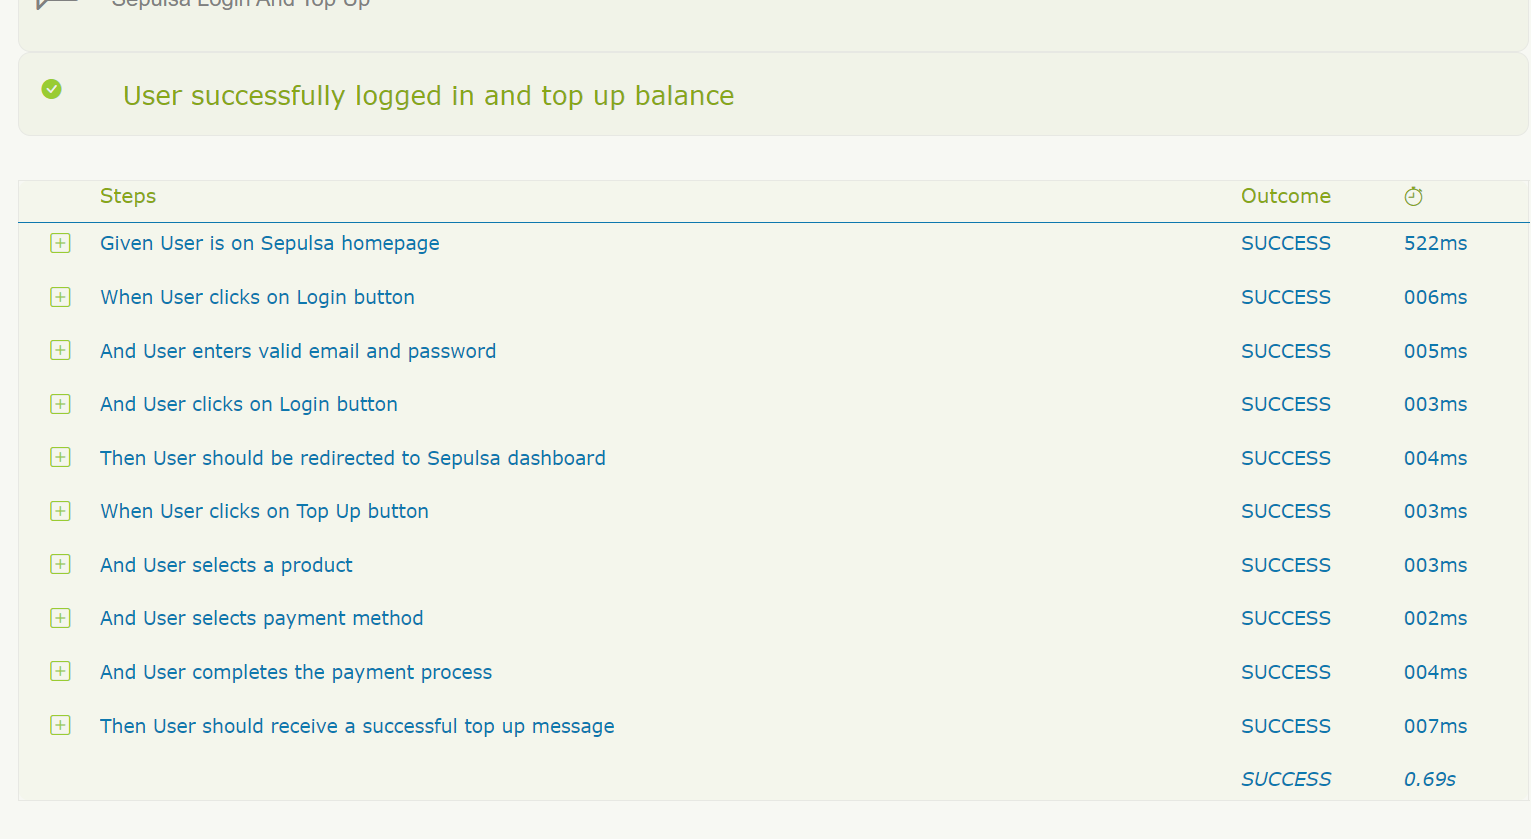 Sepulsa Login And Top Up
User successfully logged in and top up balance
Steps Outcome
Given User is on Sepulsa homepage SUCCESS 522ms
When User clicks on Login button SUCCESS 006ms
And User enters valid email and password SUCCESS 005ms
And User clicks on Login button SUCCESS 003ms
Then User should be redirected to Sepulsa dashboard SUCCESS 004ms
When User clicks on Top Up button SUCCESS 003ms
And User selects a product SUCCESS 003ms
And User selects payment method SUCCESS 002ms
And User completes the payment process SUCCESS 004ms
Then User should receive a successful top up message SUCCESS 007ms
SUCCESS 0.69s